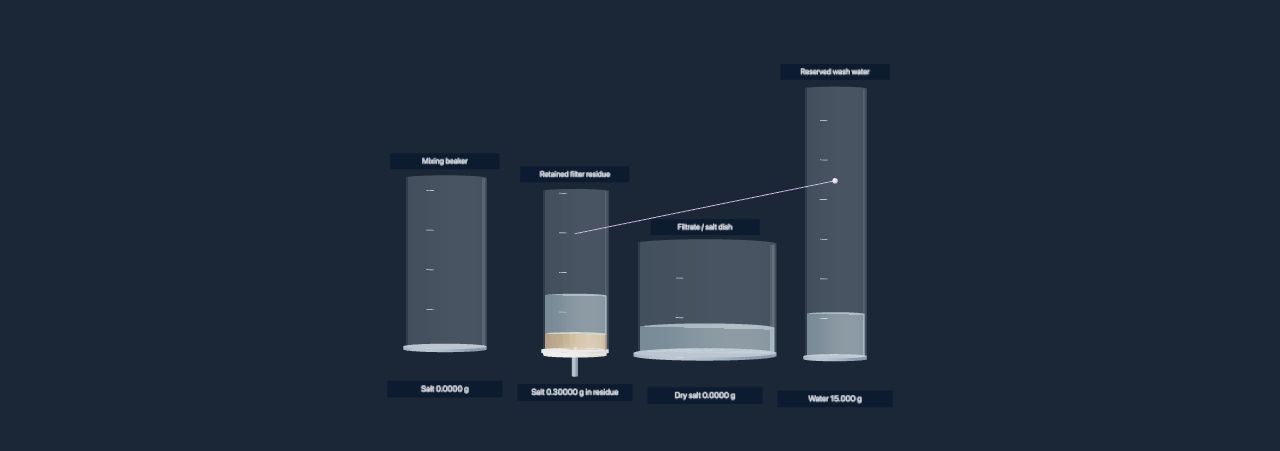 Reserved wash water
Mixing beaker
Retained filter residue
Filtrate / salt dish
Salt 0.0000 g
Salt 0.30000 g in residue
Dry salt 0.0000 g
Water 15.000 g